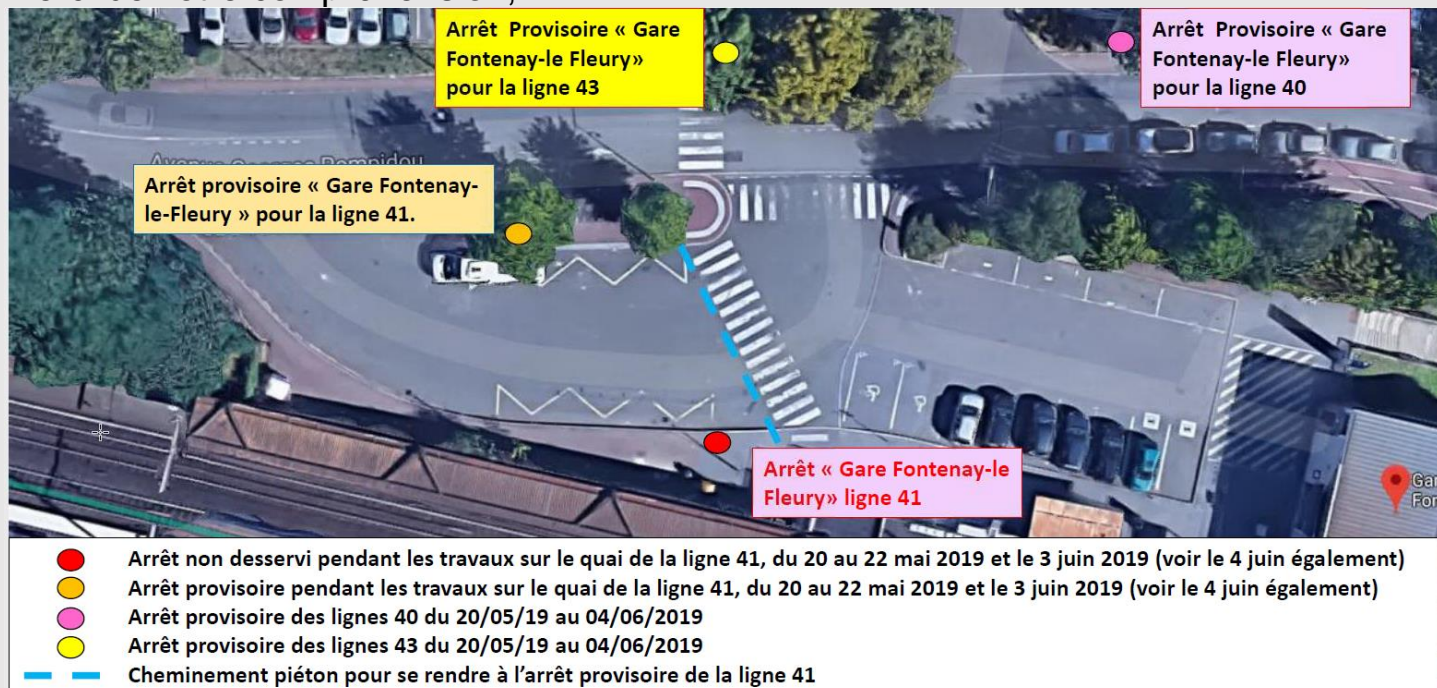 Arrêt Provisoire « Gare
Fontenay-le Fleury»
pour la ligne 43
Arrêt Provisoire « Gare
Fontenay-le Fleury»
pour la ligne 40
Avenue Georges Pompidou
Arrêt provisoire « Gare Fontenay-
le-Fleury » pour la ligne 41.
Arrêt « Gare Fontenay-le
Fleury» ligne 41
Gar
Fon
Arrêt non desservi pendant les travaux sur le quai de la ligne 41, du 20 au 22 mai 2019 et le 3 juin 2019 (voir le 4 juin également)
Arrêt provisoire pendant les travaux sur le quai de la ligne 41, du 20 au 22 mai 2019 et le 3 juin 2019 (voir le 4 juin également)
Arrêt provisoire des lignes 40 du 20/05/19 au 04/06/2019
Arrêt provisoire des lignes 43 du 20/05/19 au 04/06/2019
Cheminement piéton pour se rendre à l’arrêt provisoire de la ligne 41